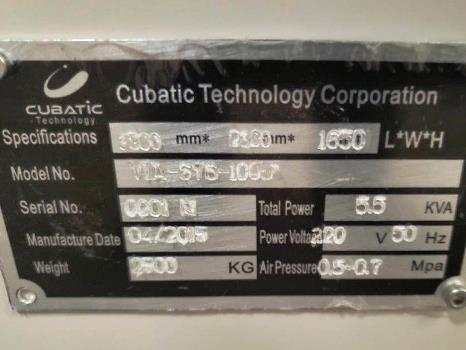 CUBATIC
Technology
Cubatic Technology Corporation
Specifications mm* mm* 1650 L*W*H
Model No.
Serial No. 0001 N Total Power 5.5 KVA
Manufacture Date 04/2015 Power Voltage 220 V 50 Hz
Weight KG Air Pressure 0.5-0.7 Mpa